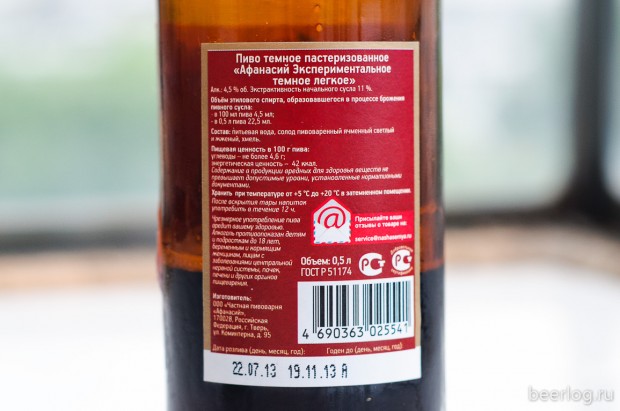 Пиво темное пастеризованное
«Афанасий Экспериментальное
темное легкое»
Алк.: 4,5 % об. Экстрактивность начального сусла 11 %.
Объём этилового спирта, образовавшегося в процессе брожения
пивного сусла:
- в 100 мл пива 4,5 мл;
- в 0,5 л пива 22,5 мл.
Состав: питьевая вода, солод пивоваренный ячменный светлый
и жженый, хмель.
Пищевая ценность в 100 г пива:
углеводы – не более 4,6 г;
энергетическая ценность – 42 ккал.
Содержание в продукции вредных для здоровья веществ не
превышает допустимые уровни, установленные нормативными
документами.
Хранить при температуре от +5 °С до +20 °С в затемненном помещении.
После вскрытия тары напиток
употребить в течение 12 ч.
Чрезмерное употребление пива
вредит вашему здоровью.
Алкоголь противопоказан детям
и подросткам до 18 лет,
беременным и кормящим
женщинам, лицам с
заболеваниями центральной
нервной системы, почек,
печени и других органов
пищеварения.
@
Присылайте ваши
отзывы о товаре на:
Объем: 0,5 л
ГОСТ Р 51174
Изготовитель:
ООО «Частная пивоварня
«Афанасий»,
170028, Российская
Федерация, г. Тверь,
ул. Коминтерна, д. 95
4 690363 025541
Дата розлива (день, месяц, год): Годен до (день, месяц, год):
22.07.13 19.11.13 А
beerlog.ru